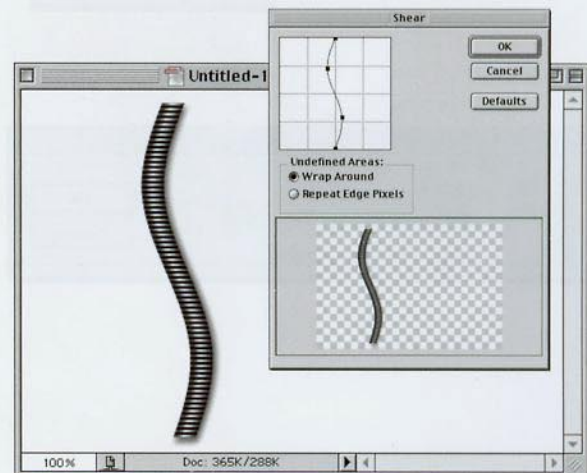 Shear
OK
Cancel
Defaults
Undefined Areas:
Wrap Around
Repeat Edge Pixels
Untitled-1
100%
Doc: 365K/288K